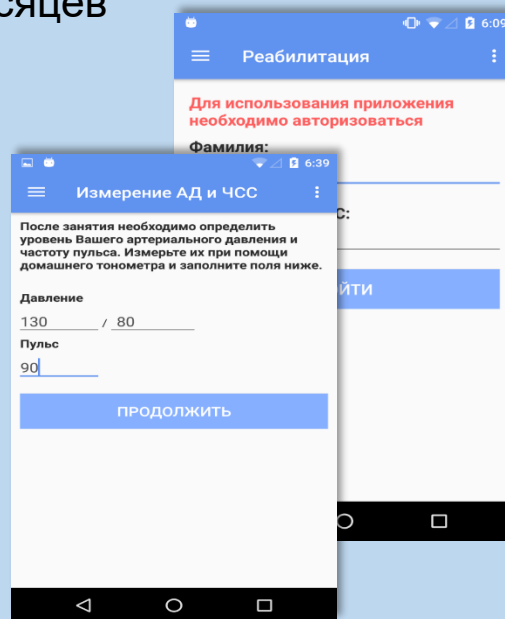 6:09
Реабилитация
Для использования приложения
необходимо авторизоваться
Фамилия:
6:39
Измерение АД и ЧСС
После занятия необходимо определить
уровень Вашего артериального давления и
частоту пульса. Измерьте их при помощи
домашнего тонометра и заполните поля ниже.
Давление
130 / 80
Пульс
90
ПРОДОЛЖИТЬ